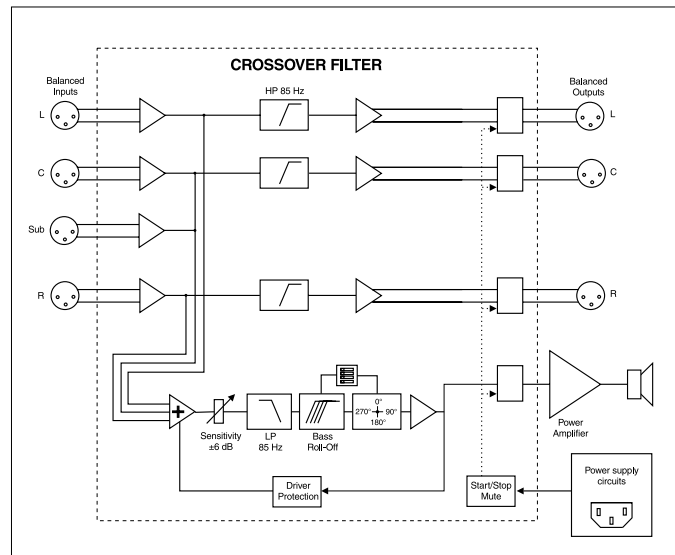 CROSSOVER FILTER
Balanced
Inputs
HP 85 Hz
Balanced
Outputs
L
L
C
C
Sub
R
R
0°
270°
90°
180°
Sensitivity
±6 dB
LP
85 Hz
Bass
Roll-Off
Power
Amplifier
Driver
Protection
Start/Stop
Mute
Power supply
circuits